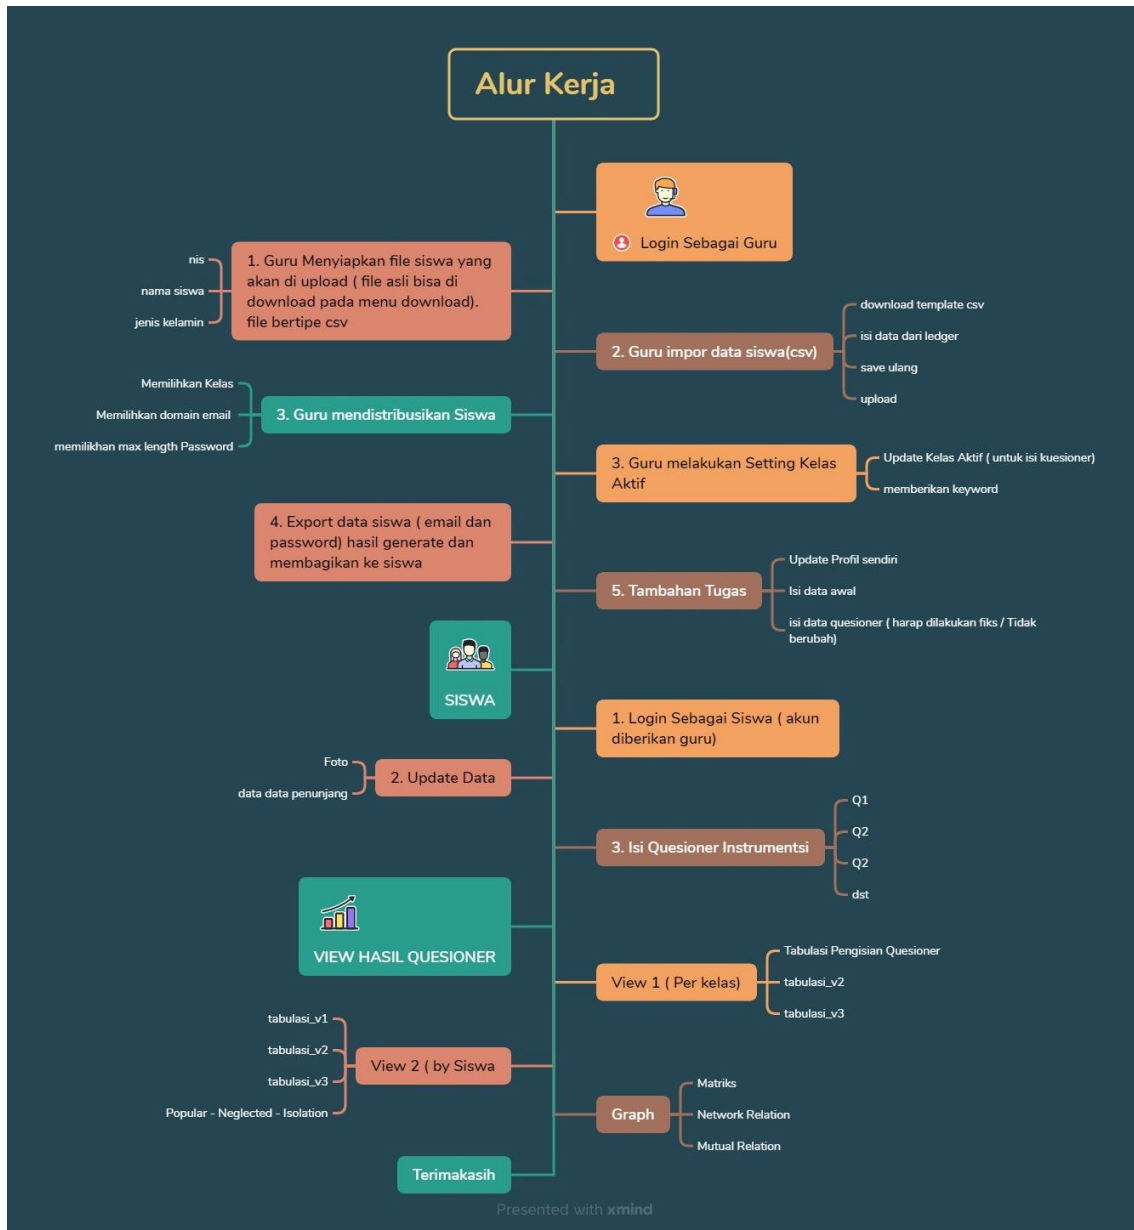 Alur Kerja
Login Sebagai Guru
1. Guru Menyiapkan file siswa yang
akan di upload ( file asli bisa di
download pada menu download).
file bertipe csv
nis
nama siswa
jenis kelamin
2. Guru impor data siswa(csv)
download template csv
isi data dari ledger
save ulang
upload
3. Guru mendistribusikan Siswa
Memilihkan Kelas
Memilihkan domain email
memilikhan max length Password
3. Guru melakukan Setting Kelas
Aktif
Update Kelas Aktif ( untuk isi kuesioner)
memberikan keyword
4. Export data siswa ( email dan
password) hasil generate dan
membagikan ke siswa
5. Tambahan Tugas
Update Profil sendiri
Isi data awal
isi data quesioner ( harap dilakukan fiks / Tidak
berubah)
SISWA
1. Login Sebagai Siswa ( akun
diberikan guru)
2. Update Data
Foto
data data penunjang
3. Isi Quesioner Instrumentsi
Q1
Q2
Q2
dst
VIEW HASIL QUESIONER
View 1 ( Per kelas)
Tabulasi Pengisian Quesioner
tabulasi_v2
tabulasi_v3
View 2 ( by Siswa
tabulasi_v1
tabulasi_v2
tabulasi_v3
Popular - Neglected - Isolation
Graph
Matriks
Network Relation
Mutual Relation
Terimakasih
Presented with xmind